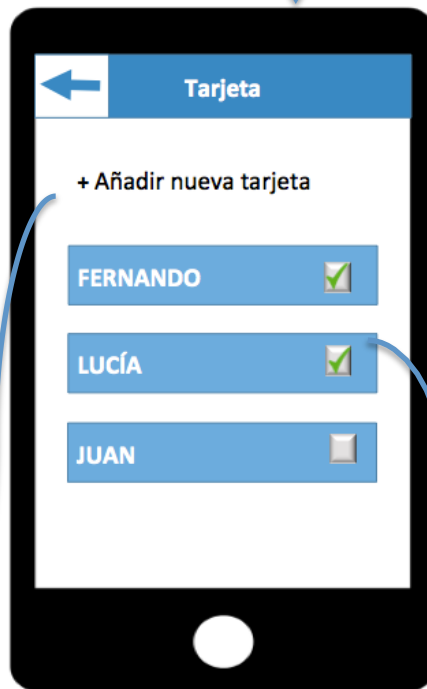 Tarjeta
+ Añadir nueva tarjeta
FERNANDO
LUCÍA
JUAN